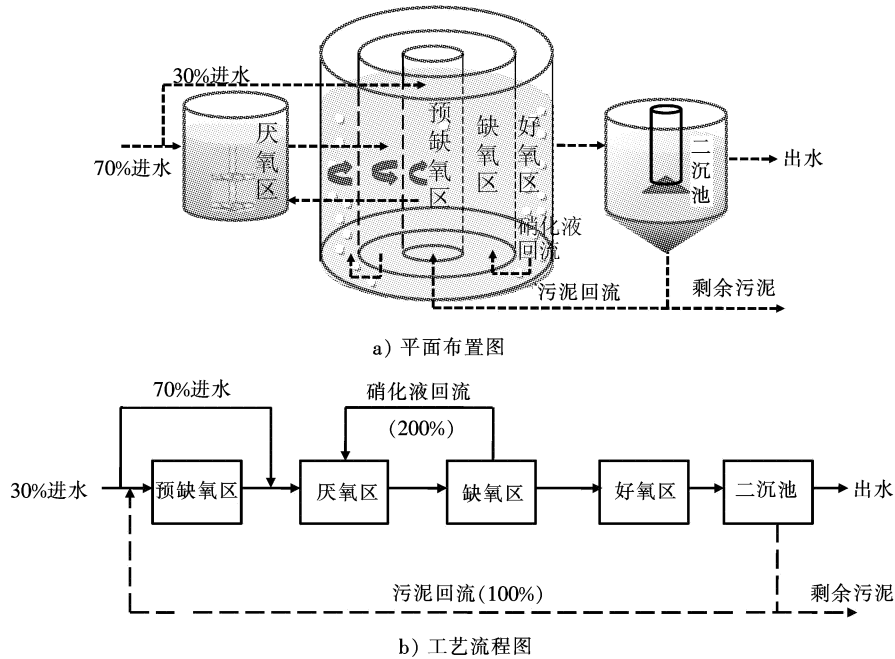 30%进水
70%进水
厌氧区
预缺氧区
缺氧区
好氧区
二沉池
出水
硝化液
回流
污泥回流
剩余污泥
a) 平面布置图
70%进水
硝化液回流
(200%)
30%进水
预缺氧区
厌氧区
缺氧区
好氧区
二沉池
出水
污泥回流(100%)
剩余污泥
b) 工艺流程图